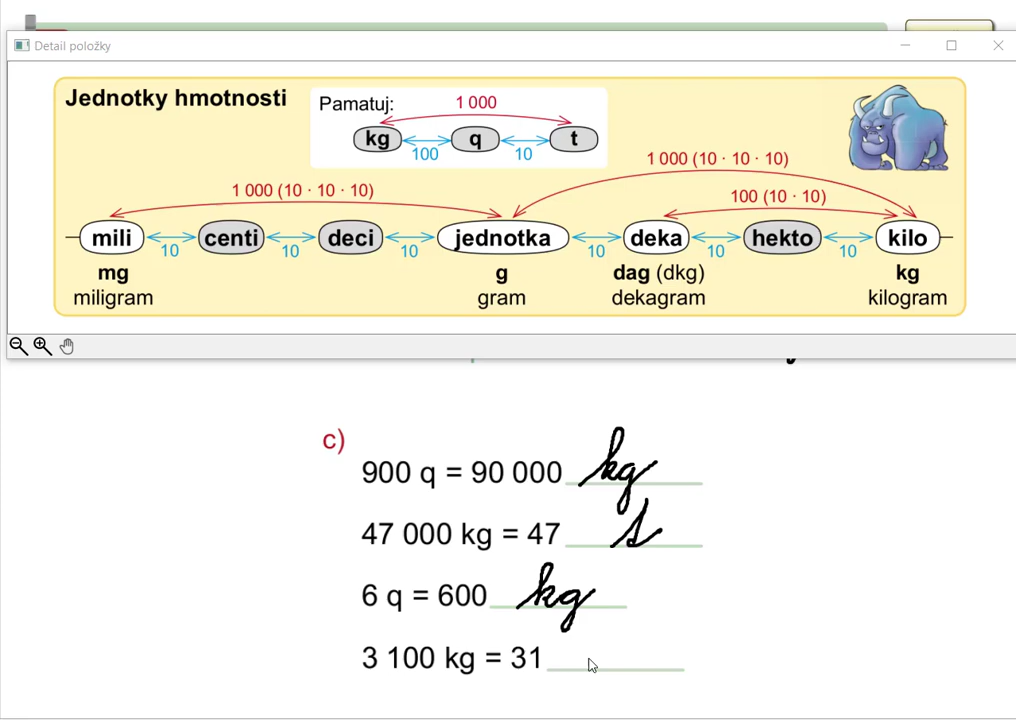 Detail položky
Jednotky hmotnosti
Pamatuj:
1 000
kg q t
100 10
1 000 (10 · 10 · 10)
1 000 (10 · 10 · 10)
100 (10 · 10)
mili centi deci jednotka deka hekto kilo
10 10 10 10 10 10
mg g dag (dkg) kg
miligram gram dekagram kilogram
c)
900 q = 90 000 kg
47 000 kg = 47 t
6 q = 600 kg
3 100 kg = 31